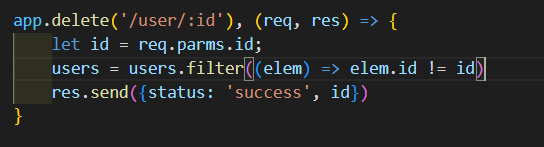 app.delete('/user/:id'), (req, res) => {
    let id = req.parms.id;
    users = users.filter((elem) => elem.id != id)
    res.send({status: 'success', id})
}